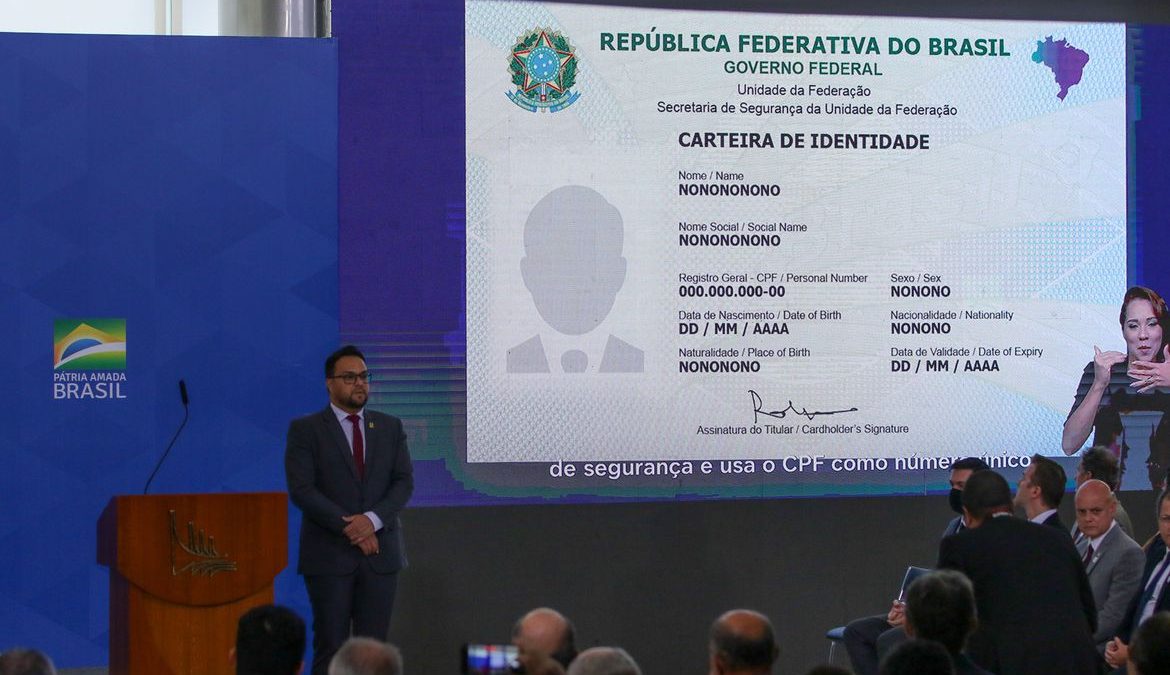 REPÚBLICA FEDERATIVA DO BRASIL
GOVERNO FEDERAL
Unidade da Federação
Secretaria de Segurança da Unidade da Federação
CARTEIRA DE IDENTIDADE
Nome / Name
NONONONONO
Nome Social / Social Name
NONONONONO
Registro Geral - CPF / Personal Number
000.000.000-00
Sexo / Sex
NONONO
Data de Nascimento / Date of Birth
DD / MM / AAAA
Nacionalidade / Nationality
NONONO
Naturalidade / Place of Birth
NONONONO
Data de Validade / Date of Expiry
DD / MM / AAAA
Assinatura do Titular / Cardholder's Signature
de segurança e usa o CPF como número único
PÁTRIA AMADA
BRASIL